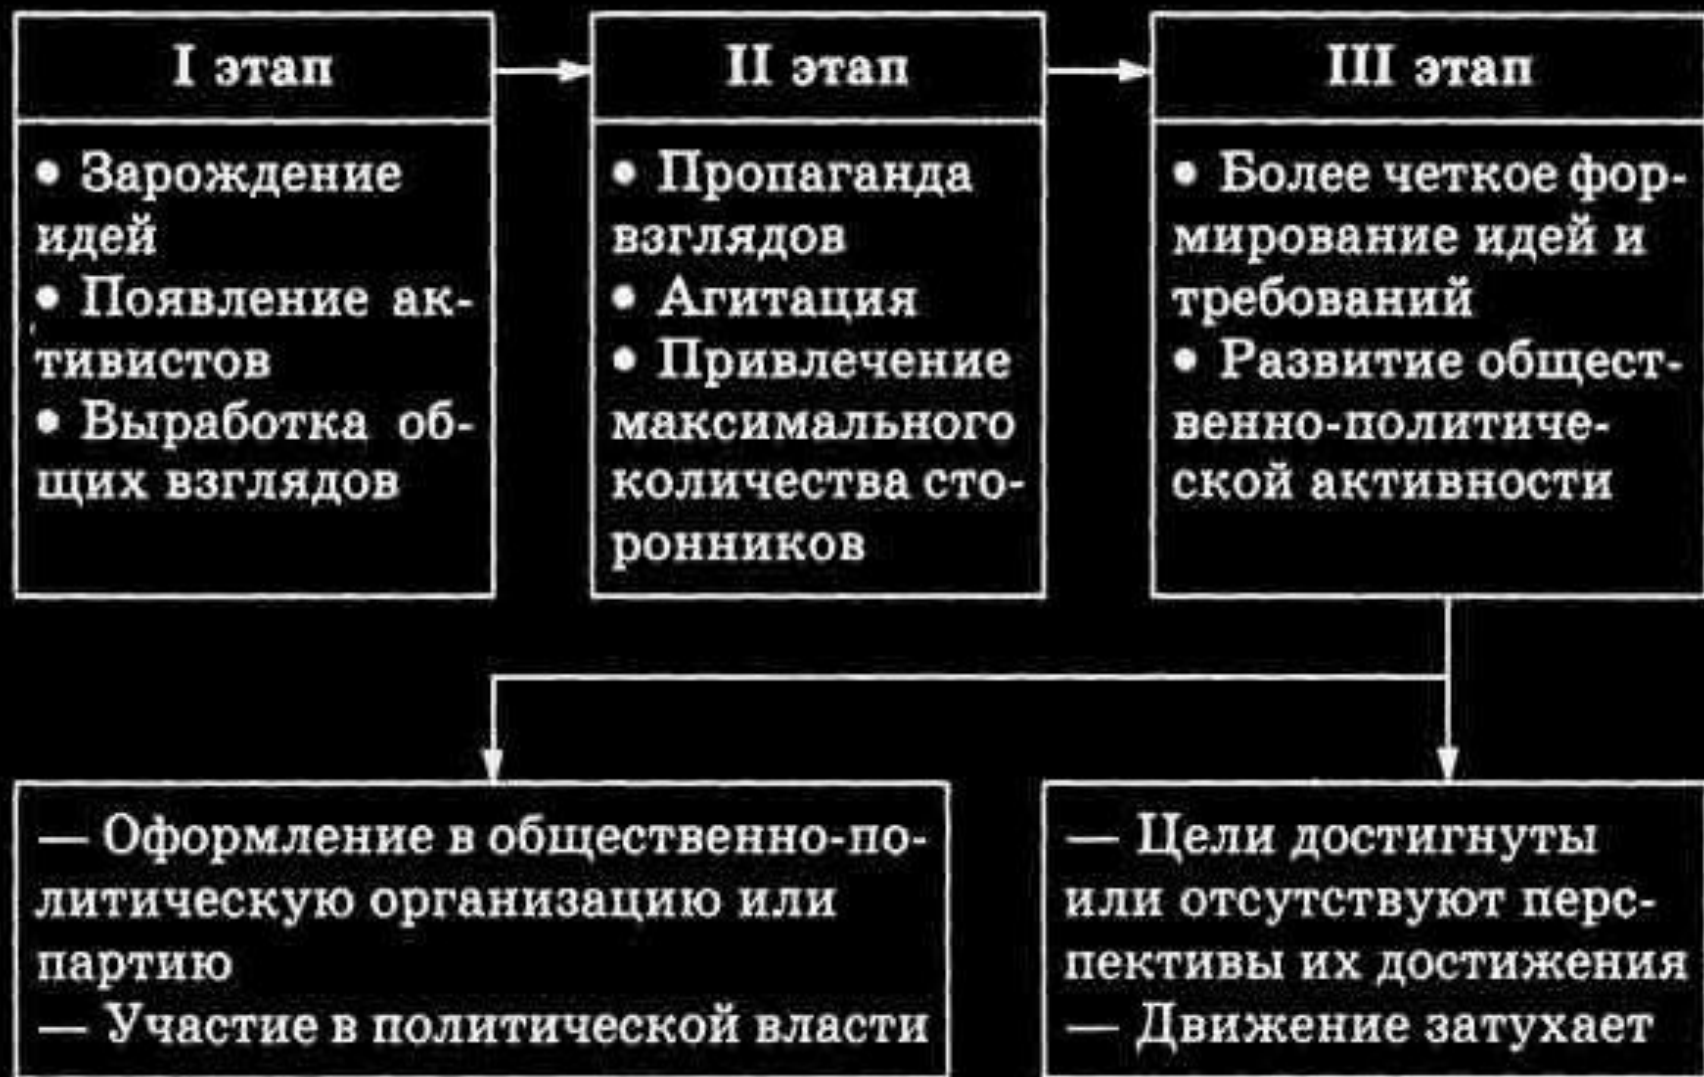 I этап
• Зарождение
идей
• Появление ак-
тивистов
• Выработка об-
щих взглядов
II этап
• Пропаганда
взглядов
• Агитация
• Привлечение
максимального
количества сто-
ронников
III этап
• Более четкое фор-
мирование идей и
требований
• Развитие общест-
венно-политиче-
ской активности
— Оформление в общественно-по-
литическую организацию или
партию
— Участие в политической власти
— Цели достигнуты
или отсутствуют перс-
пективы их достижения
— Движение затухает